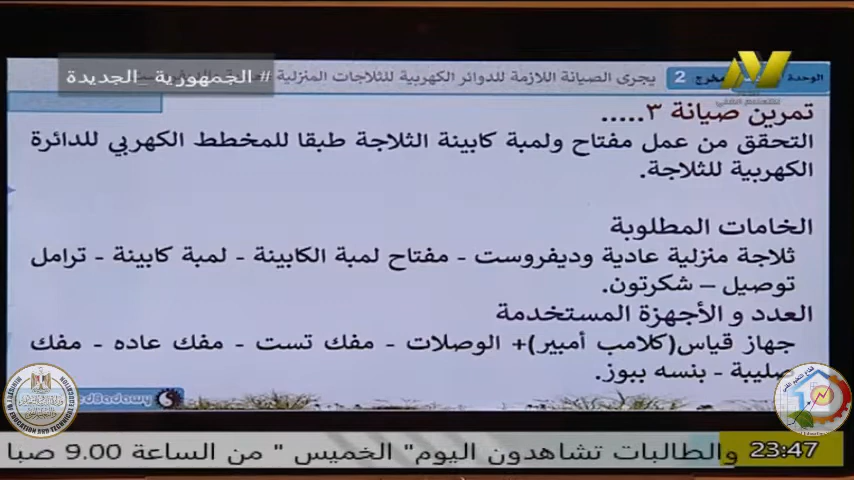 #الجمهورية_الجديدة
الوحدة
مخرج 2 يجرى الصيانة اللازمة للدوائر الكهربية للثلاجات المنزلية
تمرين صيانة ٣.....
التحقق من عمل مفتاح ولمبة كابينة الثلاجة طبقا للمخطط الكهربي للدائرة
الكهربية للثلاجة.
الخامات المطلوبة
ثلاجة منزلية عادية وديفروست - مفتاح لمبة الكابينة - لمبة كابينة - ترامل
توصيل – شكرتون.
العدد و الأجهزة المستخدمة
جهاز قياس(كلامب أمبير)+ الوصلات - مفك تست - مفك عاده - مفك
صليبة - بنسه ببوز.
dBadawy
والطالبات تشاهدون اليوم" الخميس " من الساعة 9.00 صبا
23:47